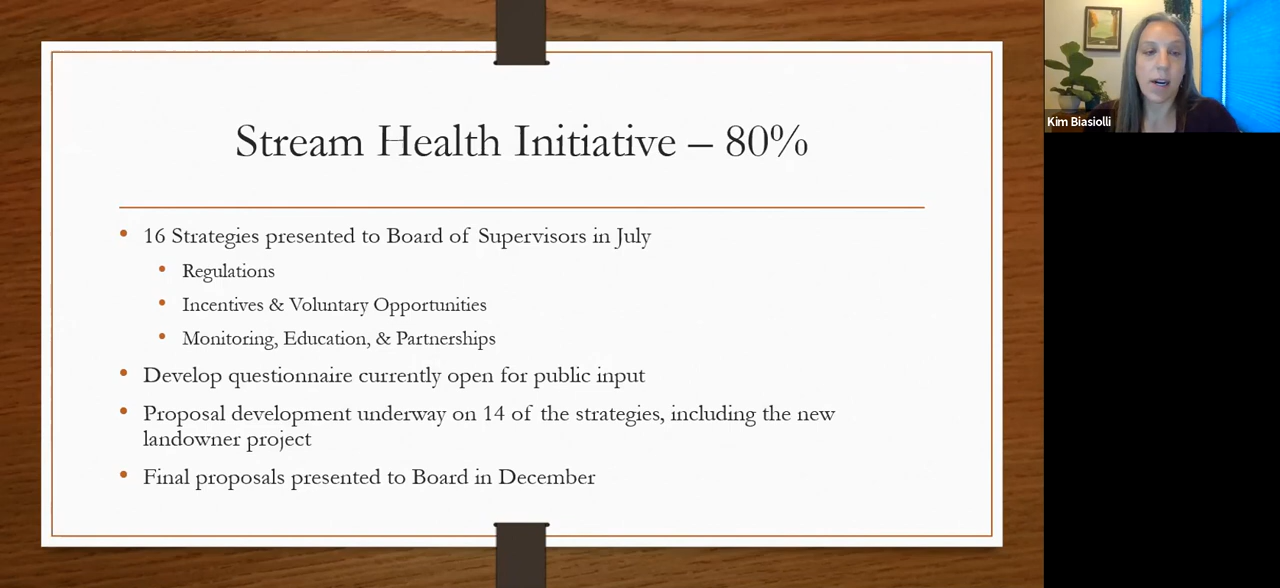 Stream Health Initiative – 80%
• 16 Strategies presented to Board of Supervisors in July
• Regulations
• Incentives & Voluntary Opportunities
• Monitoring, Education, & Partnerships
• Develop questionnaire currently open for public input
• Proposal development underway on 14 of the strategies, including the new
landowner project
• Final proposals presented to Board in December
Kim Biasiolli